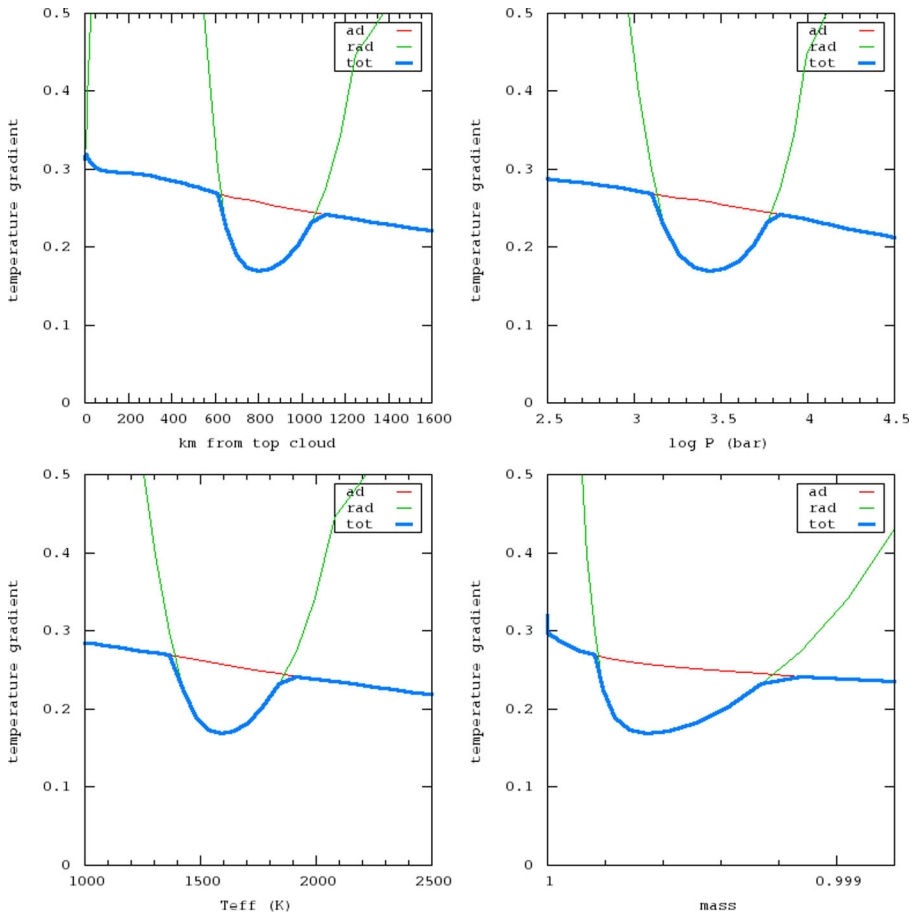 0.5
ad
rad
tot
0.4
0.3
0.2
0.1
0
temperature gradient
0 200 400 600 800 1000 1200 1400 1600
km from top cloud
0.5
ad
rad
tot
0.4
0.3
0.2
0.1
0
temperature gradient
2.5 3 3.5 4 4.5
log P (bar)
0.5
ad
rad
tot
0.4
0.3
0.2
0.1
0
temperature gradient
1000 1500 2000 2500
Teff (K)
0.5
ad
rad
tot
0.4
0.3
0.2
0.1
0
temperature gradient
1 0.999
mass